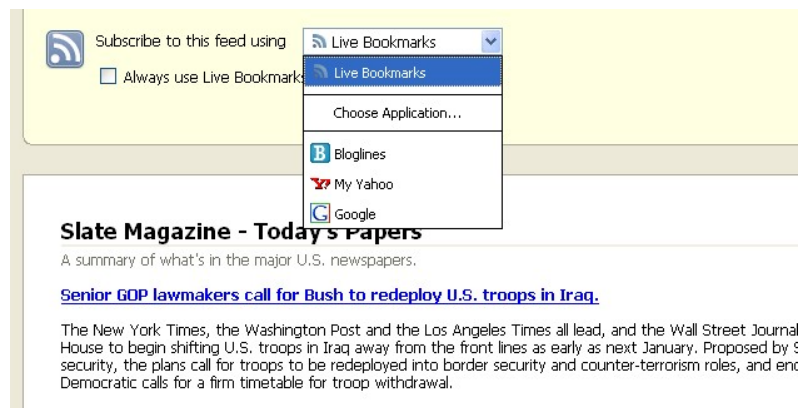 Subscribe to this feed using Live Bookmarks
Always use Live Bookmarks
Live Bookmarks
Choose Application...
Bloglines
My Yahoo
Google
Slate Magazine - Today's Papers
A summary of what's in the major U.S. newspapers.
Senior GOP lawmakers call for Bush to redeploy U.S. troops in Iraq.
The New York Times, the Washington Post and the Los Angeles Times all lead, and the Wall Street Journal
House to begin shifting U.S. troops in Iraq away from the front lines as early as next January. Proposed by
security, the plans call for troops to be redeployed into border security and counter-terrorism roles, and
Democratic calls for a firm timetable for troop withdrawal.